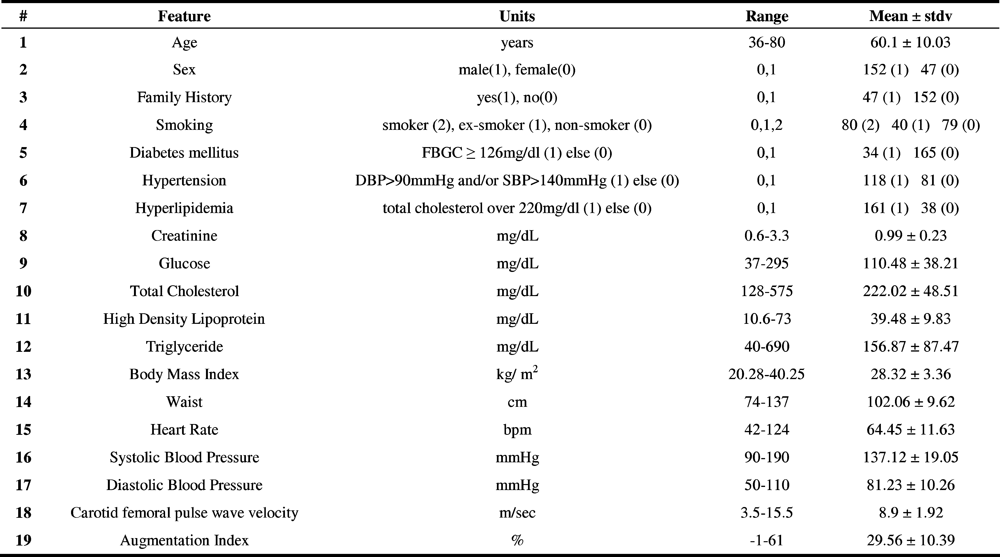 # Feature Units Range Mean ± stdv
1 Age years 36-80 60.1 ± 10.03
2 Sex male(1), female(0) 0,1 152 (1) 47 (0)
3 Family History yes(1), no(0) 0,1 47 (1) 152 (0)
4 Smoking smoker (2), ex-smoker (1), non-smoker (0) 0,1,2 80 (2) 40 (1) 79 (0)
5 Diabetes mellitus FBGC ≥ 126mg/dl (1) else (0) 0,1 34 (1) 165 (0)
6 Hypertension DBP>90mmHg and/or SBP>140mmHg (1) else (0) 0,1 118 (1) 81 (0)
7 Hyperlipidemia total cholesterol over 220mg/dl (1) else (0) 0,1 161 (1) 38 (0)
8 Creatinine mg/dL 0.6-3.3 0.99 ± 0.23
9 Glucose mg/dL 37-295 110.48 ± 38.21
10 Total Cholesterol mg/dL 128-575 222.02 ± 48.51
11 High Density Lipoprotein mg/dL 10.6-73 39.48 ± 9.83
12 Triglyceride mg/dL 40-690 156.87 ± 87.47
13 Body Mass Index kg/ m² 20.28-40.25 28.32 ± 3.36
14 Waist cm 74-137 102.06 ± 9.62
15 Heart Rate bpm 42-124 64.45 ± 11.63
16 Systolic Blood Pressure mmHg 90-190 137.12 ± 19.05
17 Diastolic Blood Pressure mmHg 50-110 81.23 ± 10.26
18 Carotid femoral pulse wave velocity m/sec 3.5-15.5 8.9 ± 1.92
19 Augmentation Index % -1-61 29.56 ± 10.39